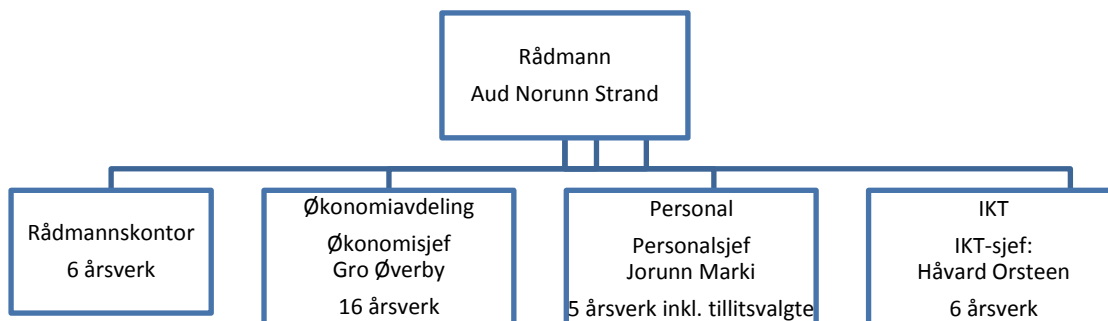 Rådmann
Aud Norunn Strand
Rådmannskontor
6 årsverk
Økonomiavdeling
Økonomisjef
Gro Øverby
16 årsverk
Personal
Personalsjef
Jorunn Marki
5 årsverk inkl. tillitsvalgte
IKT
IKT-sjef:
Håvard Orsteen
6 årsverk